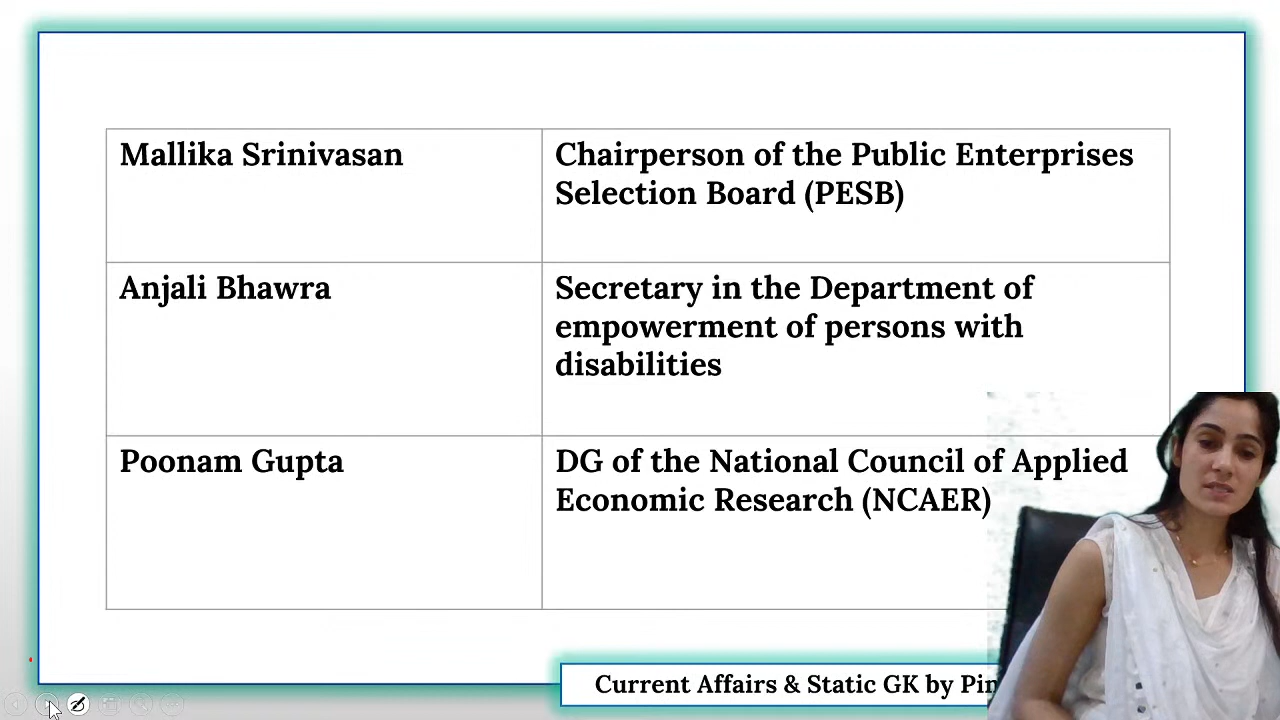 Mallika Srinivasan
Chairperson of the Public Enterprises
Selection Board (PESB)
Anjali Bhawra
Secretary in the Department of
empowerment of persons with
disabilities
Poonam Gupta
DG of the National Council of Applied
Economic Research (NCAER)
Current Affairs & Static GK by